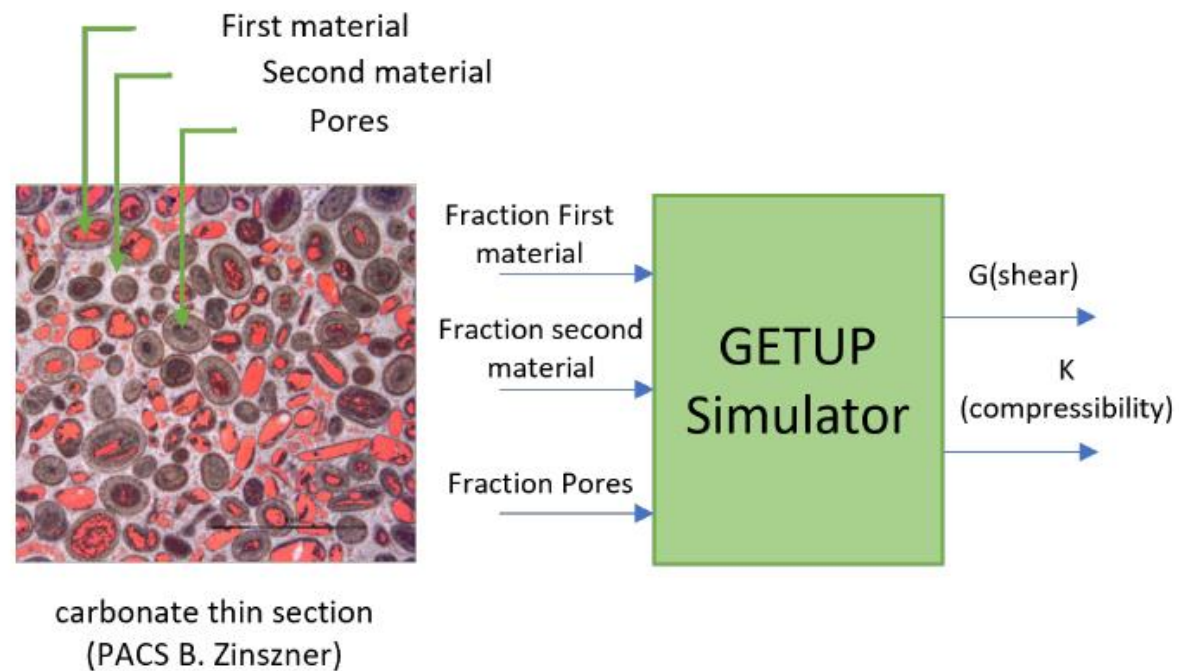 First material
Second material
Pores
Fraction First
material
Fraction second
material
Fraction Pores
GETUP
Simulator
G(shear)
K
(compressibility)
carbonate thin section
(PACS B. Zinszner)